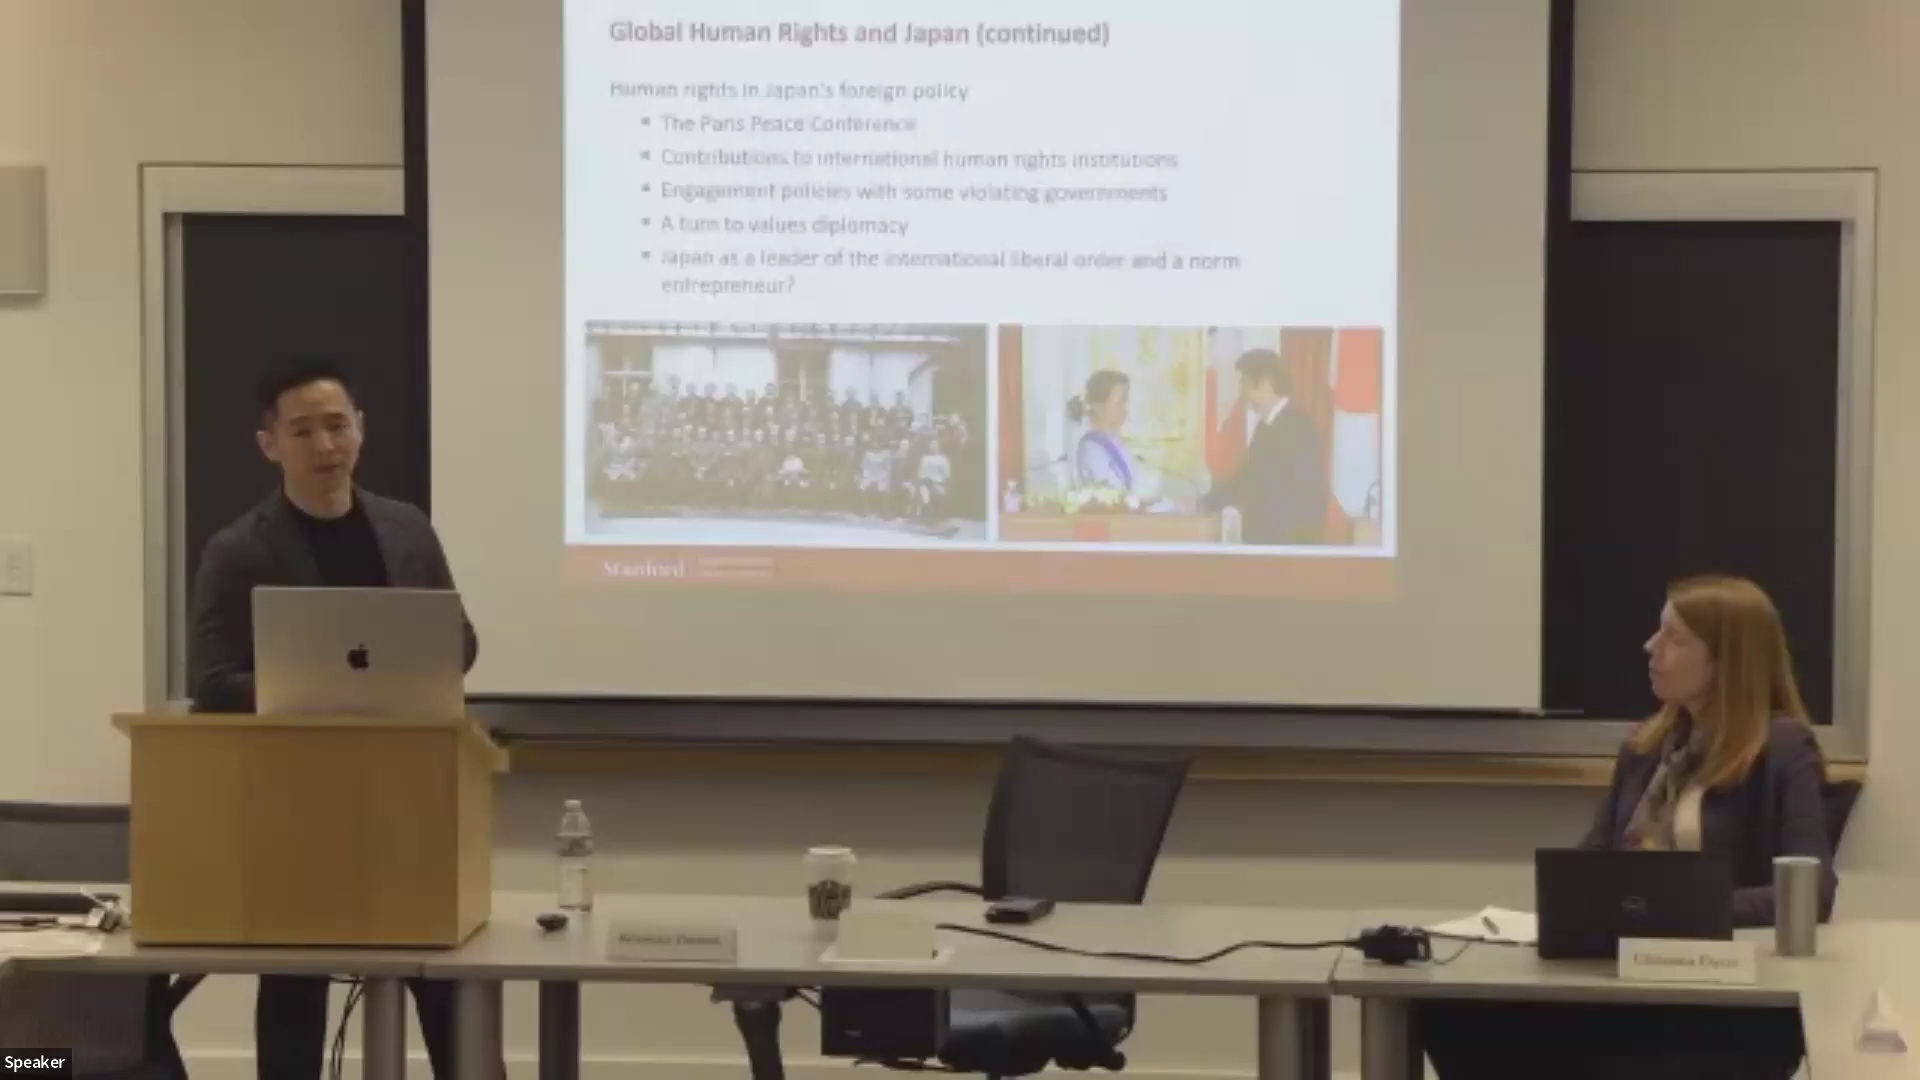 Global Human Rights and Japan (continued)
Human rights in Japan's foreign policy
▪ The Paris Peace Conference
▪ Contributions to international human rights institutions
▪ Engagement policies with some violating governments
▪ A turn to values diplomacy
▪ Japan as a leader of the international liberal order and a norm
entrepreneur?
Stanford
Speaker